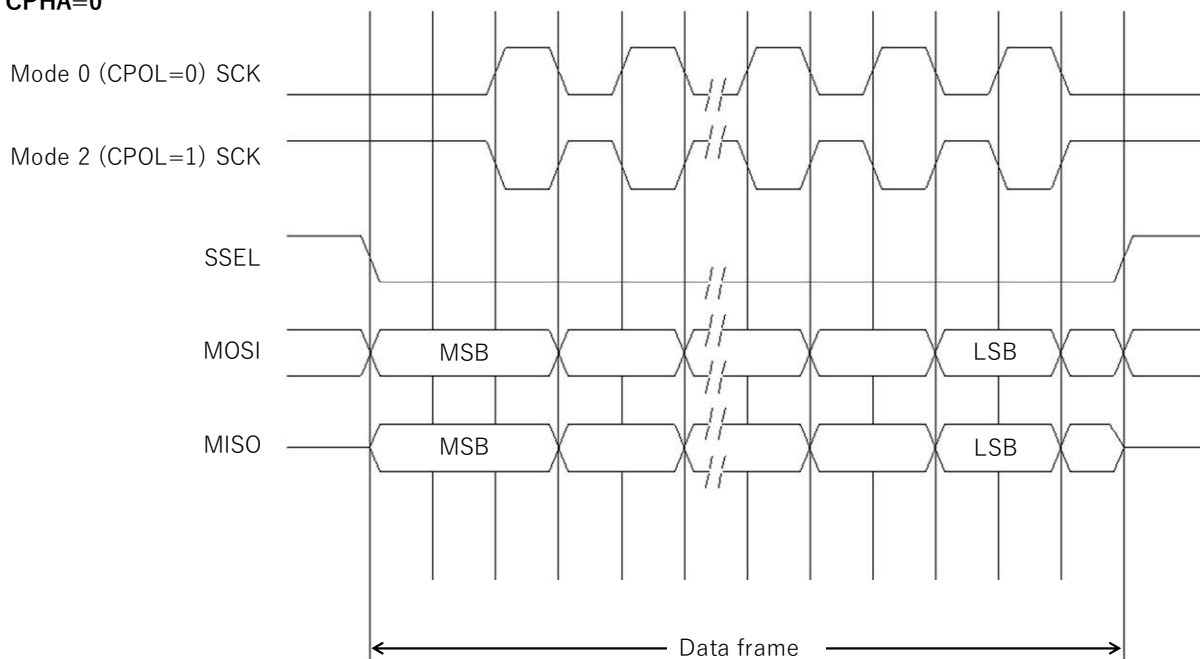 CPHA=0
Mode 0 (CPOL=0) SCK
Mode 2 (CPOL=1) SCK
SSEL
MOSI
MSB
LSB
MISO
MSB
LSB
Data frame